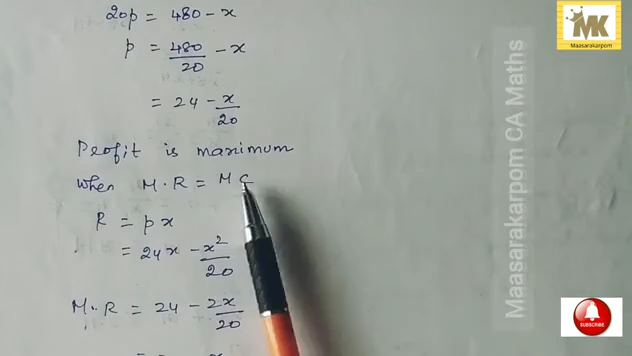 20p = 480 - x
p = 480/20 - x
= 24 - x/20
Profit is maximum
when M.R = MC
R = px
= 24x - x²/20
M.R = 24 - 2x/20
MK
Maasarakarpom
Maasarakarpom CA Maths
SUBSCRIBE